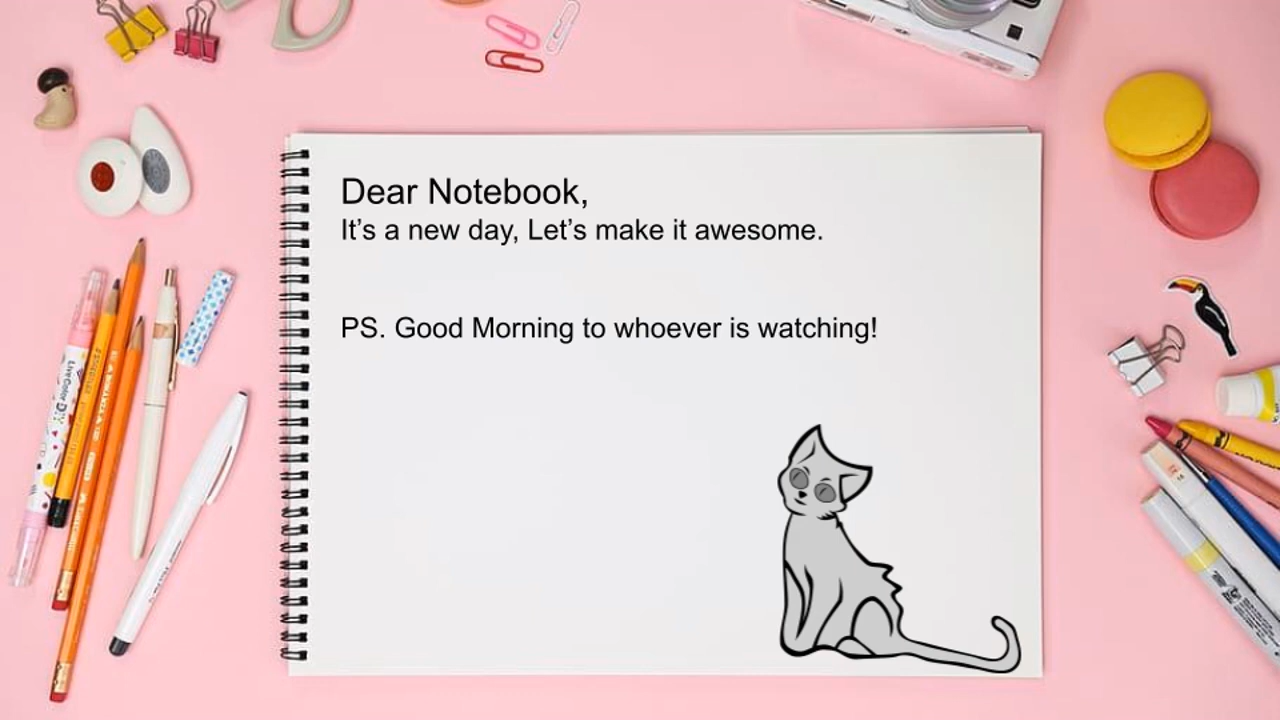 Dear Notebook,
It’s a new day, Let’s make it awesome.
PS. Good Morning to whoever is watching!